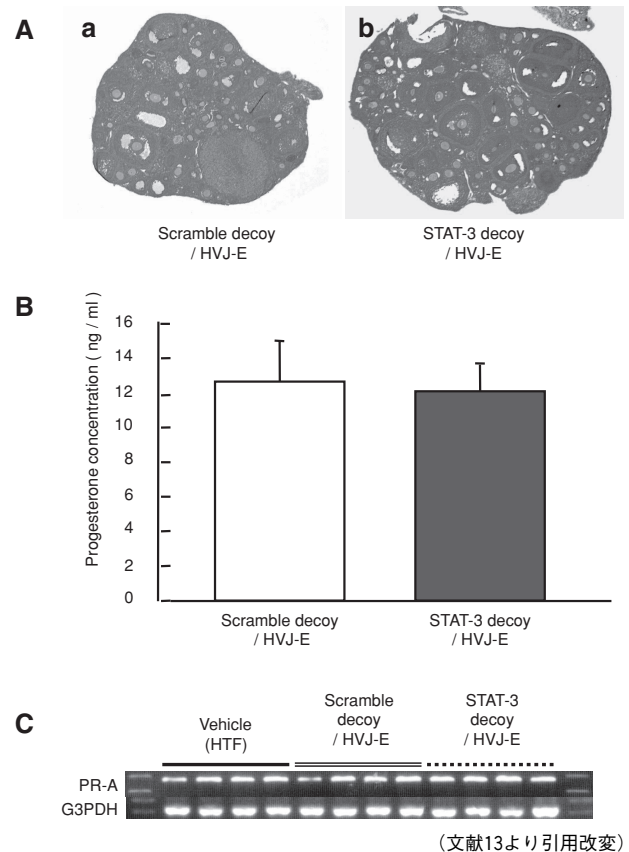 A
a
b
Scramble decoy
/ HVJ-E
STAT-3 decoy
/ HVJ-E
B
Progesterone concentration ( ng / ml )
16
14
12
10
8
6
4
2
0
Scramble decoy
/ HVJ-E
STAT-3 decoy
/ HVJ-E
C
Vehicle
(HTF)
Scramble
decoy
/ HVJ-E
STAT-3
decoy
/ HVJ-E
PR-A
G3PDH
（文献13より引用改変）